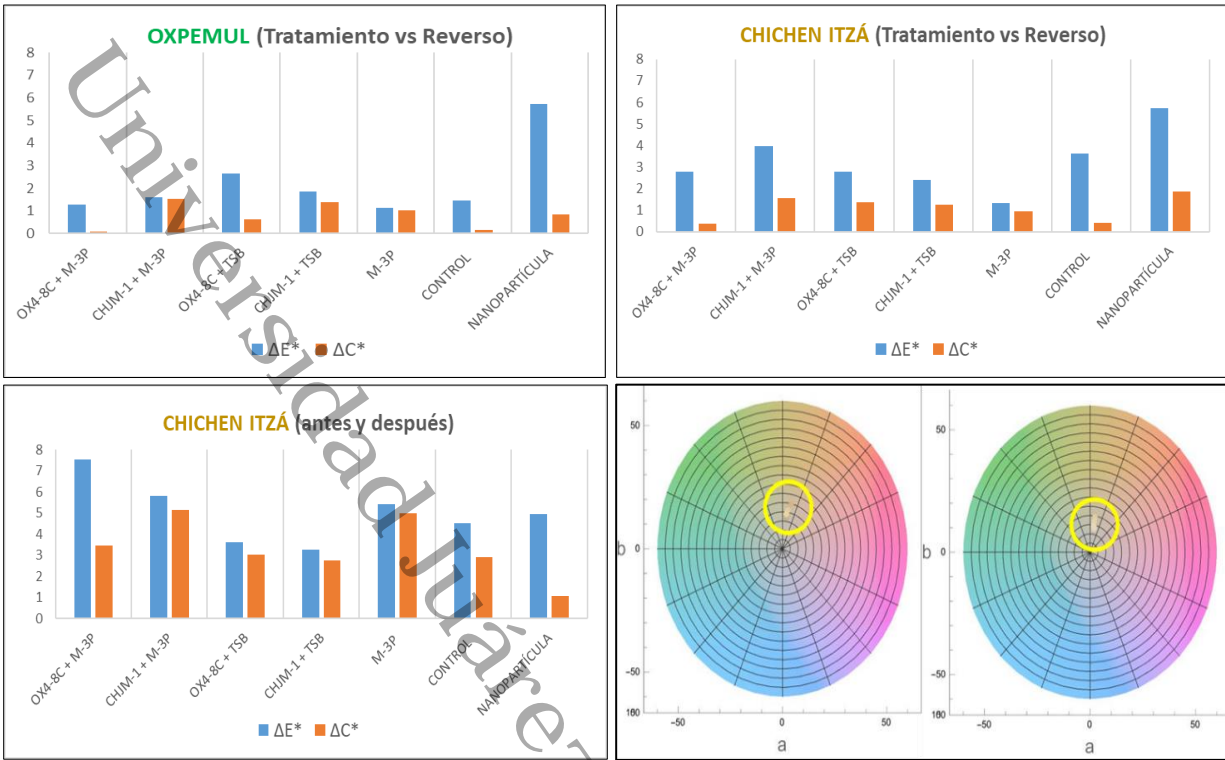 OXPEMUL (Tratamiento vs Reverso)
8
7
6
5
4
3
2
1
0
OX4-8C + M-3P
CHJM-1 + M-3P
OX4-8C + TSB
CHJM-1 + TSB
M-3P
CONTROL
NANOPARTÍCULA
ΔE* ΔC*
CHICHEN ITZÁ (Tratamiento vs Reverso)
8
7
6
5
4
3
2
1
0
OX4-8C + M-3P
CHJM-1 + M-3P
OX4-8C + TSB
CHJM-1 + TSB
M-3P
CONTROL
NANOPARTÍCULA
ΔE* ΔC*
CHICHEN ITZÁ (antes y después)
8
7
6
5
4
3
2
1
0
OX4-8C + M-3P
CHJM-1 + M-3P
OX4-8C + TSB
CHJM-1 + TSB
M-3P
CONTROL
NANOPARTÍCULA
ΔE* ΔC*
50
b 0
-50
-50 0 50
a
50
b 0
-50
-50 0 50
a
Universidad Juárez